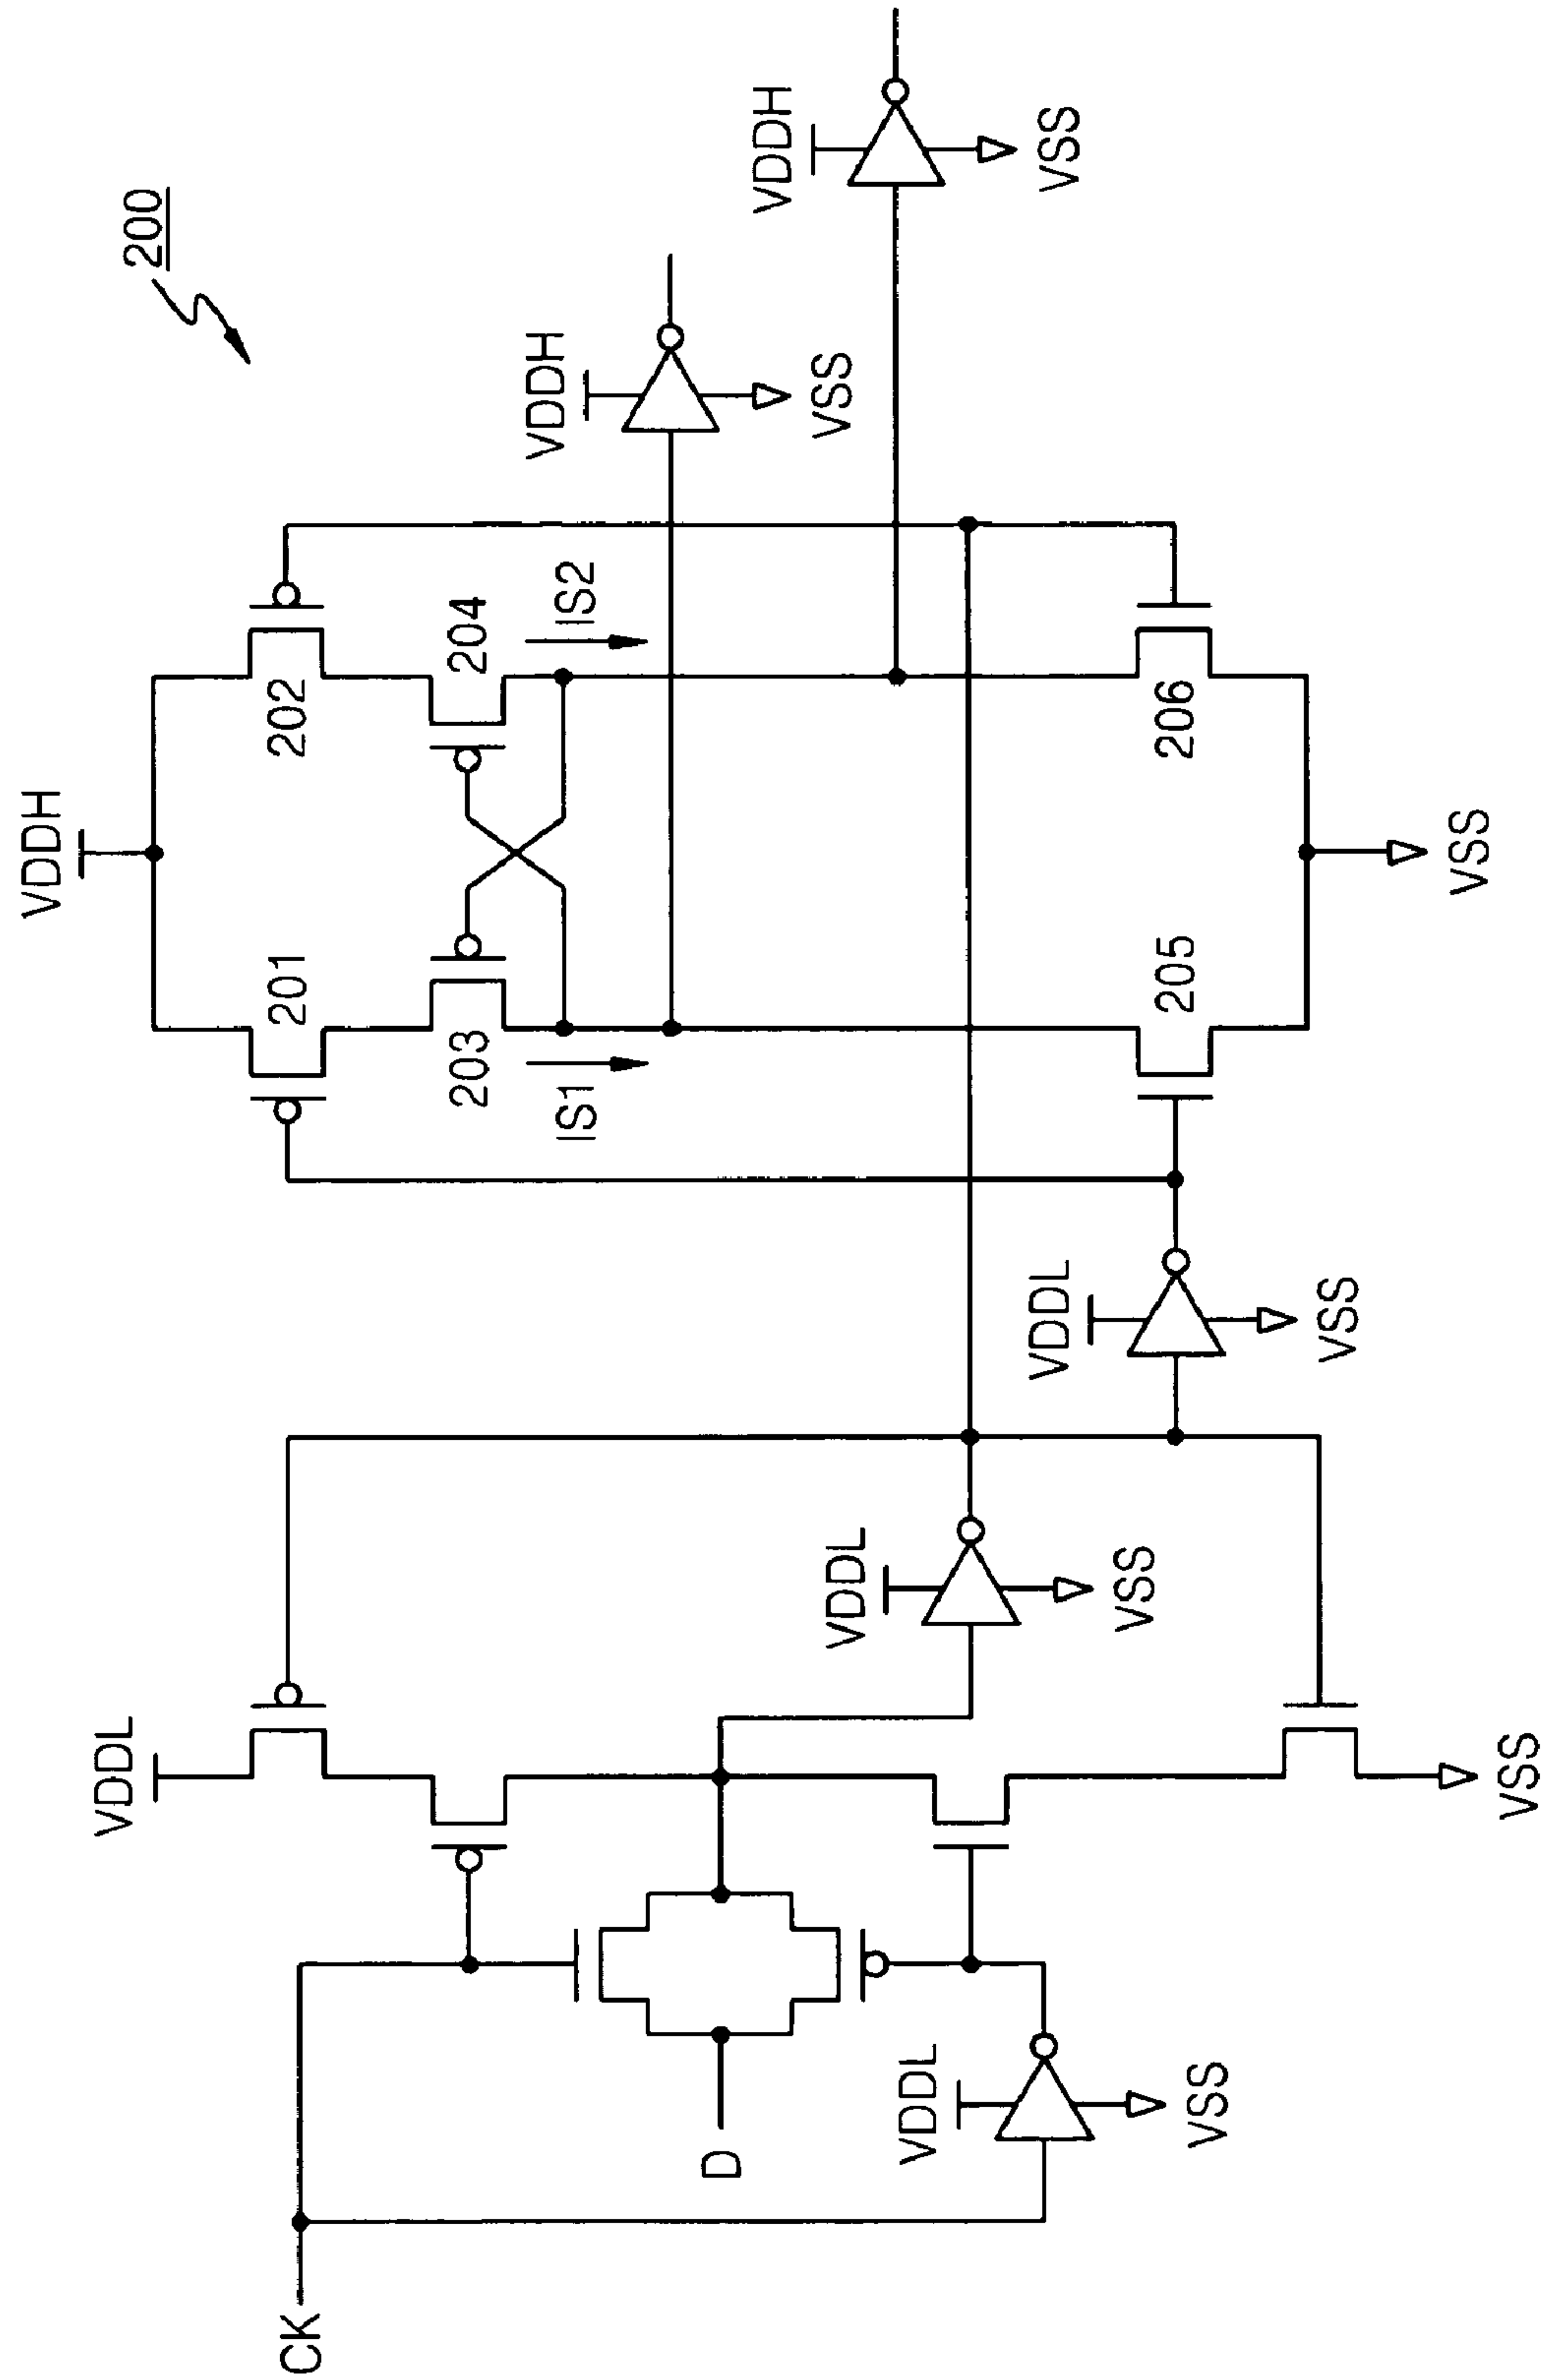 200
VDDH
VDDH
VDDH
201
202
203
204
IS1
IS2
VSS
VSS
205
206
VSS
VDDL
VSS
VDDL
VSS
VDDL
VSS
D
VDDL
VSS
CK